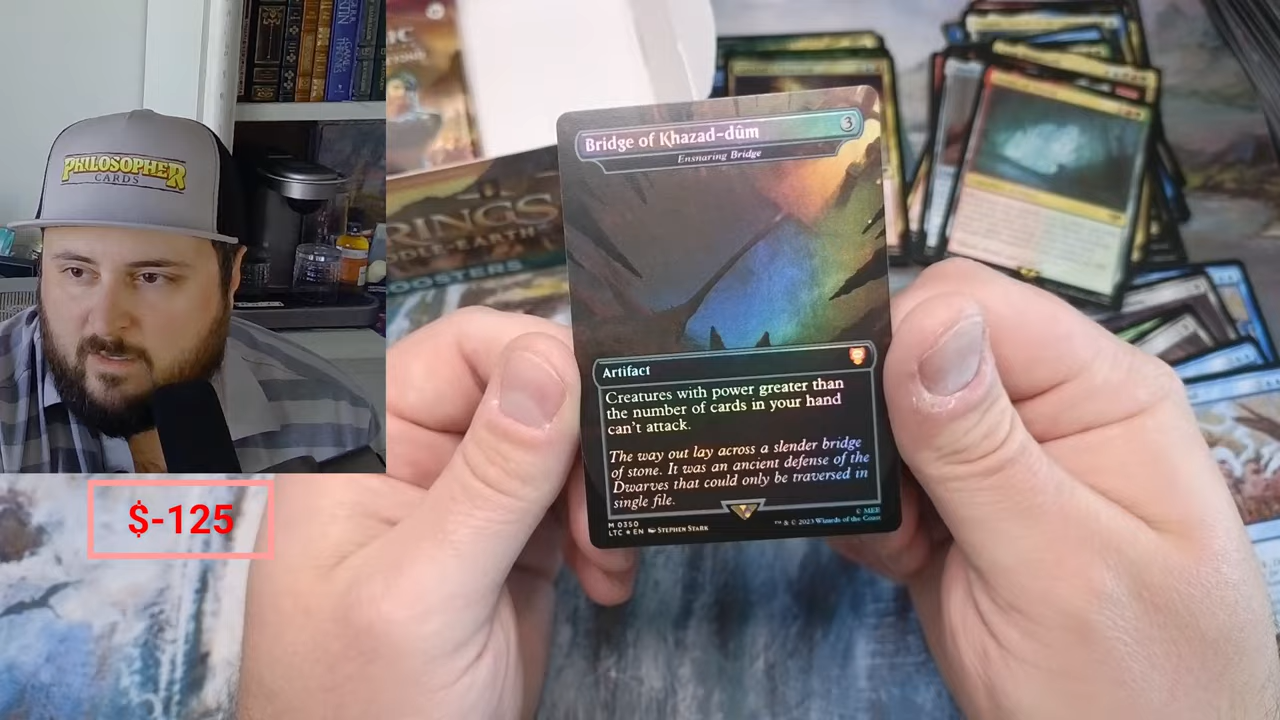 PHILOSOPHER
CARDS
RINGS
BOOSTERS
$-125
Bridge of Khazad-dûm
3
Ensnaring Bridge
Artifact
Creatures with power greater than
the number of cards in your hand
can't attack.
The way out lay across a slender bridge
of stone. It was an ancient defense of the
Dwarves that could only be traversed in
single file.
M 0350
LTC ★ EN STEPHEN STARK
© MEE
™ & © 2023 Wizards of the Coast